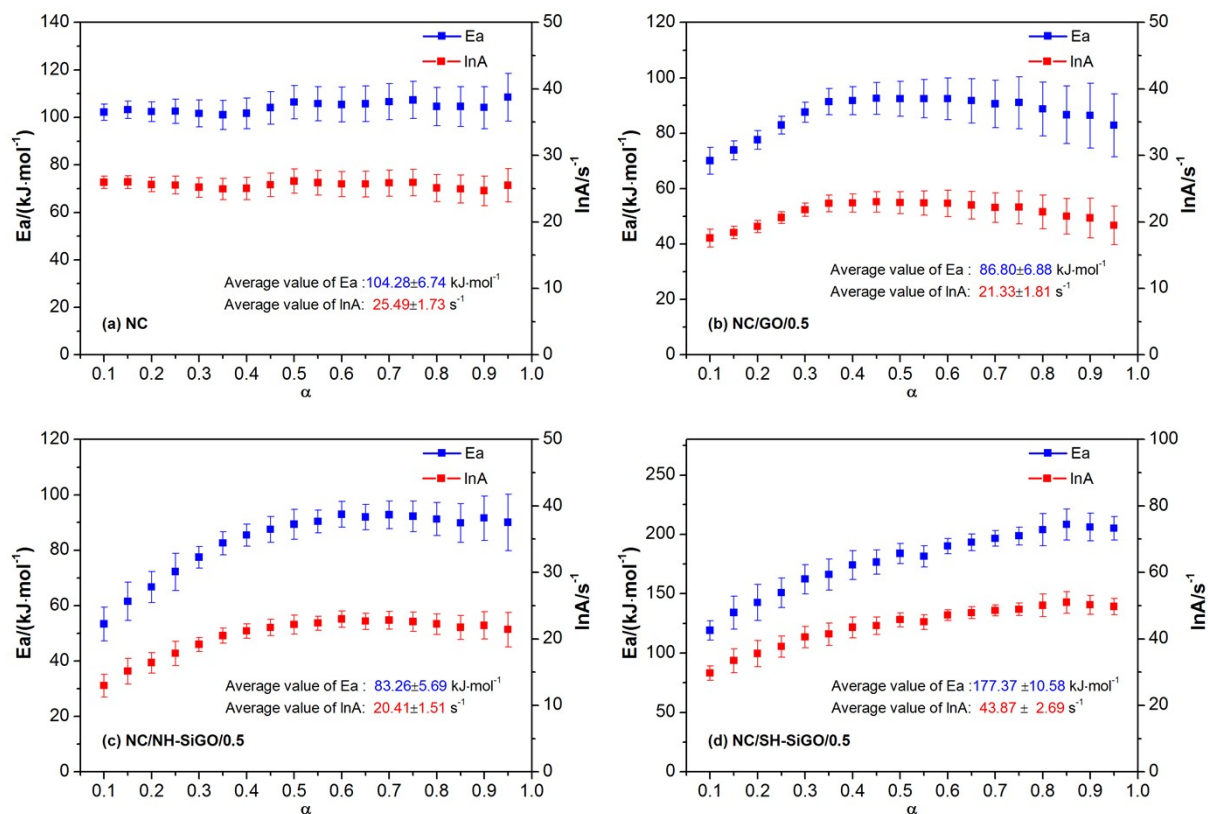 Ea
lnA
Ea/(kJ·mol⁻¹)
lnA/s⁻¹
140
120
100
80
60
40
20
0
50
40
30
20
10
0
Average value of Ea :104.28±6.74 kJ·mol⁻¹
Average value of lnA: 25.49±1.73 s⁻¹
(a) NC
0.1 0.2 0.3 0.4 0.5 0.6 0.7 0.8 0.9 1.0
α
Ea
lnA
Ea/(kJ·mol⁻¹)
lnA/s⁻¹
120
100
80
60
40
20
0
50
40
30
20
10
0
Average value of Ea : 86.80±6.88 kJ·mol⁻¹
Average value of lnA: 21.33±1.81 s⁻¹
(b) NC/GO/0.5
0.1 0.2 0.3 0.4 0.5 0.6 0.7 0.8 0.9 1.0
α
Ea
lnA
Ea/(kJ·mol⁻¹)
lnA/s⁻¹
120
100
80
60
40
20
0
50
40
30
20
10
0
Average value of Ea : 83.26±5.69 kJ·mol⁻¹
Average value of lnA: 20.41±1.51 s⁻¹
(c) NC/NH-SiGO/0.5
0.1 0.2 0.3 0.4 0.5 0.6 0.7 0.8 0.9 1.0
α
Ea
lnA
Ea/(kJ·mol⁻¹)
lnA/s⁻¹
250
200
150
100
50
0
100
80
60
40
20
0
Average value of Ea :177.37 ±10.58 kJ·mol⁻¹
Average value of lnA: 43.87 ± 2.69 s⁻¹
(d) NC/SH-SiGO/0.5
0.1 0.2 0.3 0.4 0.5 0.6 0.7 0.8 0.9 1.0
α